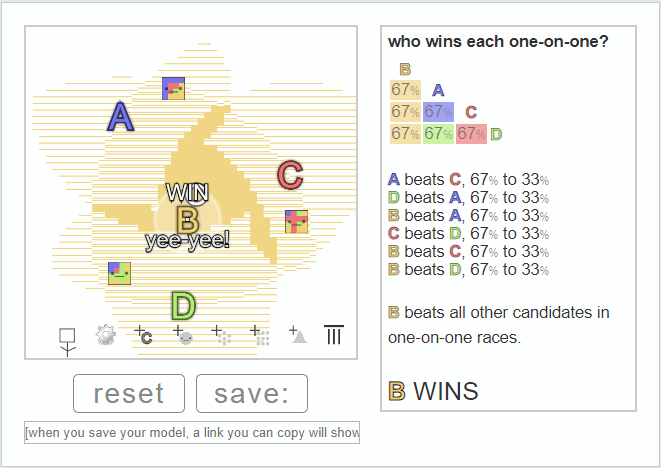 A
C
WIN
B
yee-yee!
D
+C
+
+
+
+
reset
save:
[when you save your model, a link you can copy will show
who wins each one-on-one?
B
67% A
67% 67% C
67% 67% 67% D
A beats C, 67% to 33%
D beats A, 67% to 33%
B beats A, 67% to 33%
C beats D, 67% to 33%
B beats C, 67% to 33%
B beats D, 67% to 33%
B beats all other candidates in
one-on-one races.
B WINS